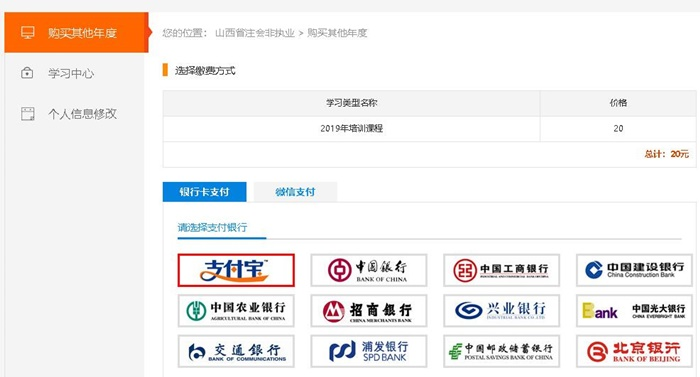 购买其他年度
您的位置： 山西省注会非执业 > 购买其他年度
学习中心
个人信息修改
选择缴费方式
学习类型名称 价格
2019年培训课程 20
总计：20元
银行卡支付 微信支付
请选择支付银行
支付宝 中国银行 中国工商银行 中国建设银行
BANK OF CHINA INDUSTRIAL AND COMMERCIAL BANK OF CHINA China Construction Bank
中国农业银行 招商银行 兴业银行 Bank 中国光大银行
AGRICULTURAL BANK OF CHINA CHINA MERCHANTS BANK INDUSTRIAL BANK CO.,LTD. CHINA EVERBRIGHT BANK
交通银行 浦发银行 中国邮政储蓄银行 北京银行
BANK OF COMMUNICATIONS SPD BANK POSTAL SAVINGS BANK OF CHINA BANK OF BEIJING